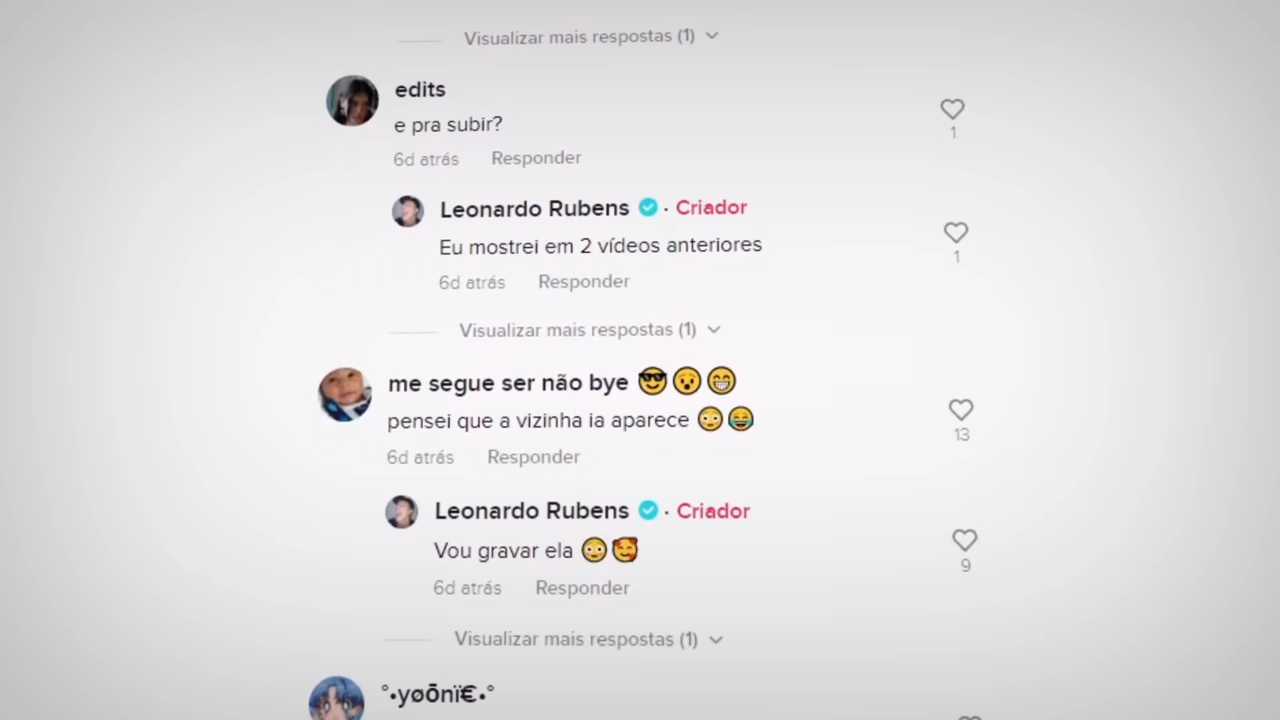 Visualizar mais respostas (1)
edits
e pra subir?
1
6d atrás Responder
Leonardo Rubens · Criador
Eu mostrei em 2 vídeos anteriores
1
6d atrás Responder
Visualizar mais respostas (1)
me segue ser não bye 😎😯😁
pensei que a vizinha ia aparece 😳😂
13
6d atrás Responder
Leonardo Rubens · Criador
Vou gravar ela 😳🥰
9
6d atrás Responder
Visualizar mais respostas (1)
°•yøōnï€•°